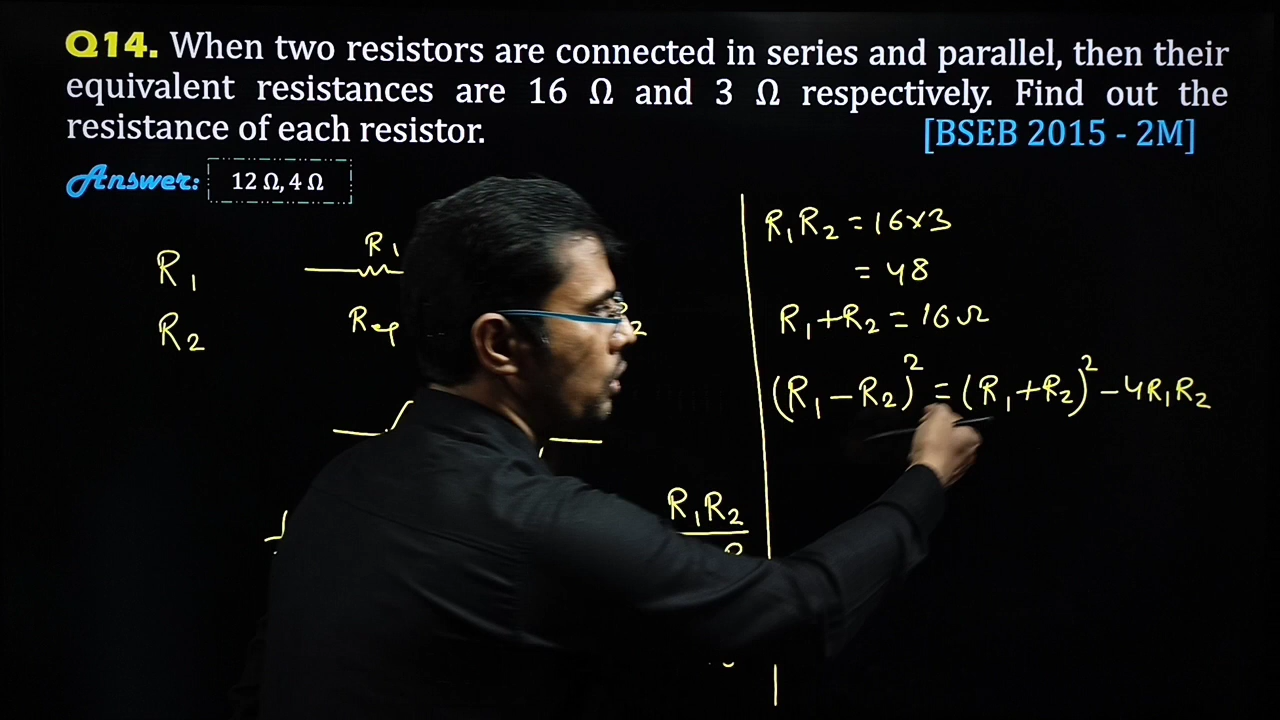 Q14. When two resistors are connected in series and parallel, then their
equivalent resistances are 16 Ω and 3 Ω respectively. Find out the
resistance of each resistor. [BSEB 2015 - 2M]
Answer: 12 Ω, 4 Ω
R₁
R₂
R₁
Req
R₁R₂
R₁R₂ = 16×3
= 48
R₁+R₂ = 16Ω
(R₁−R₂)² = (R₁+R₂)² − 4R₁R₂